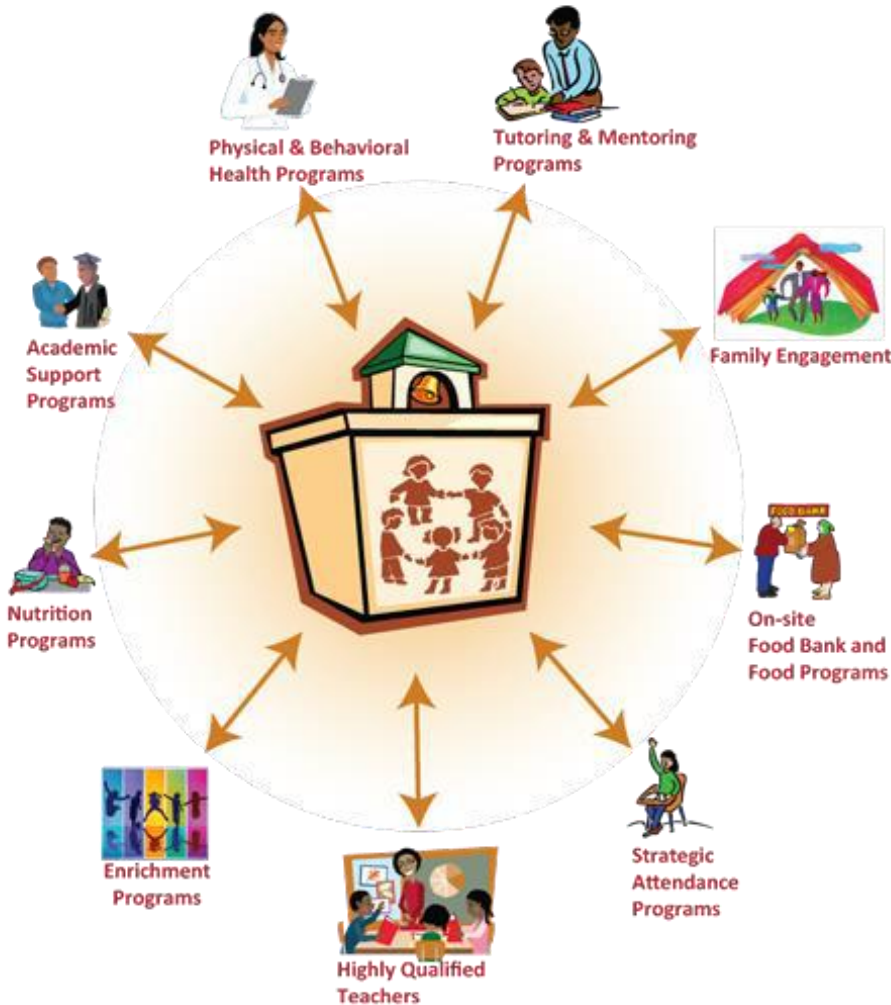 Physical & Behavioral
Health Programs
Tutoring & Mentoring
Programs
Family Engagement
Academic
Support
Programs
FOOD BANK
On-site
Food Bank and
Food Programs
Nutrition
Programs
Strategic
Attendance
Programs
Enrichment
Programs
Highly Qualified
Teachers